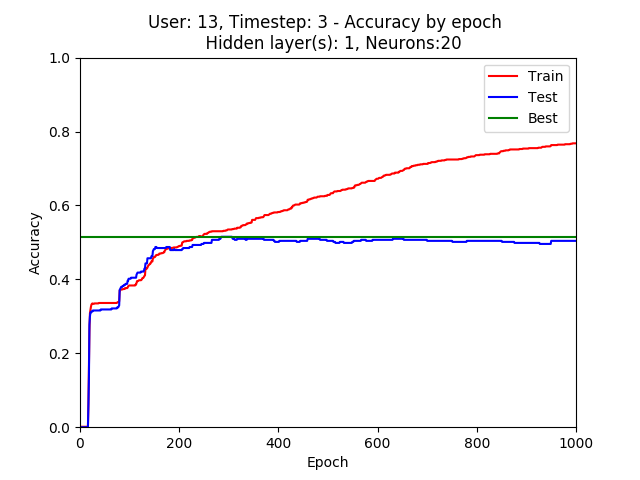 User: 13, Timestep: 3 - Accuracy by epoch
Hidden layer(s): 1, Neurons:20
Train
Test
Best
1.0
0.8
0.6
0.4
0.2
0.0
Accuracy
0
200
400
600
800
1000
Epoch